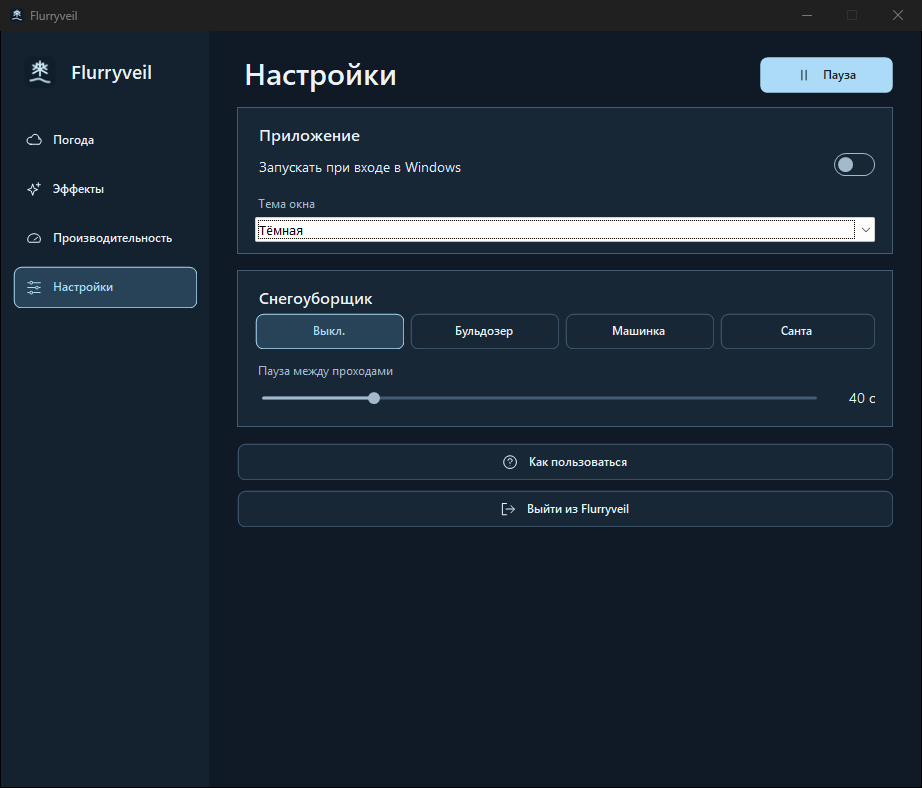 Flurryveil
Flurryveil
Погода
Эффекты
Производительность
Настройки
Настройки
Пауза
Приложение
Запускать при входе в Windows
Тема окна
Тёмная
Снегоуборщик
Выкл.
Бульдозер
Машинка
Санта
Пауза между проходами
40 с
Как пользоваться
Выйти из Flurryveil